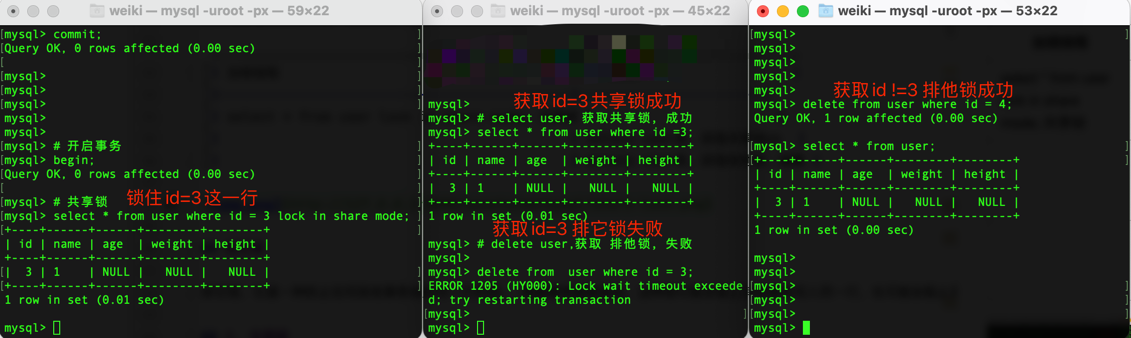 weiki — mysql -uroot -px — 59×22
mysql> commit;
Query OK, 0 rows affected (0.00 sec)
mysql>
mysql>
mysql>
mysql>
mysql> # 开启事务
mysql> begin;
Query OK, 0 rows affected (0.00 sec)
mysql> # 共享锁
锁住id=3这一行
mysql> select * from user where id = 3 lock in share mode;
+----+------+------+--------+--------+
| id | name | age | weight | height |
+----+------+------+--------+--------+
| 3 | 1 | NULL | NULL | NULL |
+----+------+------+--------+--------+
1 row in set (0.01 sec)
mysql>
weiki — mysql -uroot -px — 45×22
获取id=3共享锁成功
mysql>
mysql> # select user, 获取共享锁, 成功
mysql> select * from user where id =3;
+----+------+------+--------+--------+
| id | name | age | weight | height |
+----+------+------+--------+--------+
| 3 | 1 | NULL | NULL | NULL |
+----+------+------+--------+--------+
1 row in set (0.01 sec)
获取id=3 排它锁失败
mysql> # delete user,获取 排他锁, 失败
mysql>
mysql> delete from  user where id = 3;
ERROR 1205 (HY000): Lock wait timeout exceede
d; try restarting transaction
mysql>
mysql>
weiki — mysql -uroot -px — 53×22
mysql>
mysql>
mysql>
mysql>
获取id !=3 排他锁成功
mysql> delete from user where id = 4;
Query OK, 1 row affected (0.00 sec)
mysql> select * from user;
+----+------+------+--------+--------+
| id | name | age | weight | height |
+----+------+------+--------+--------+
| 3 | 1 | NULL | NULL | NULL |
+----+------+------+--------+--------+
1 row in set (0.00 sec)
mysql>
mysql>
mysql>
mysql>
mysql>
mysql>